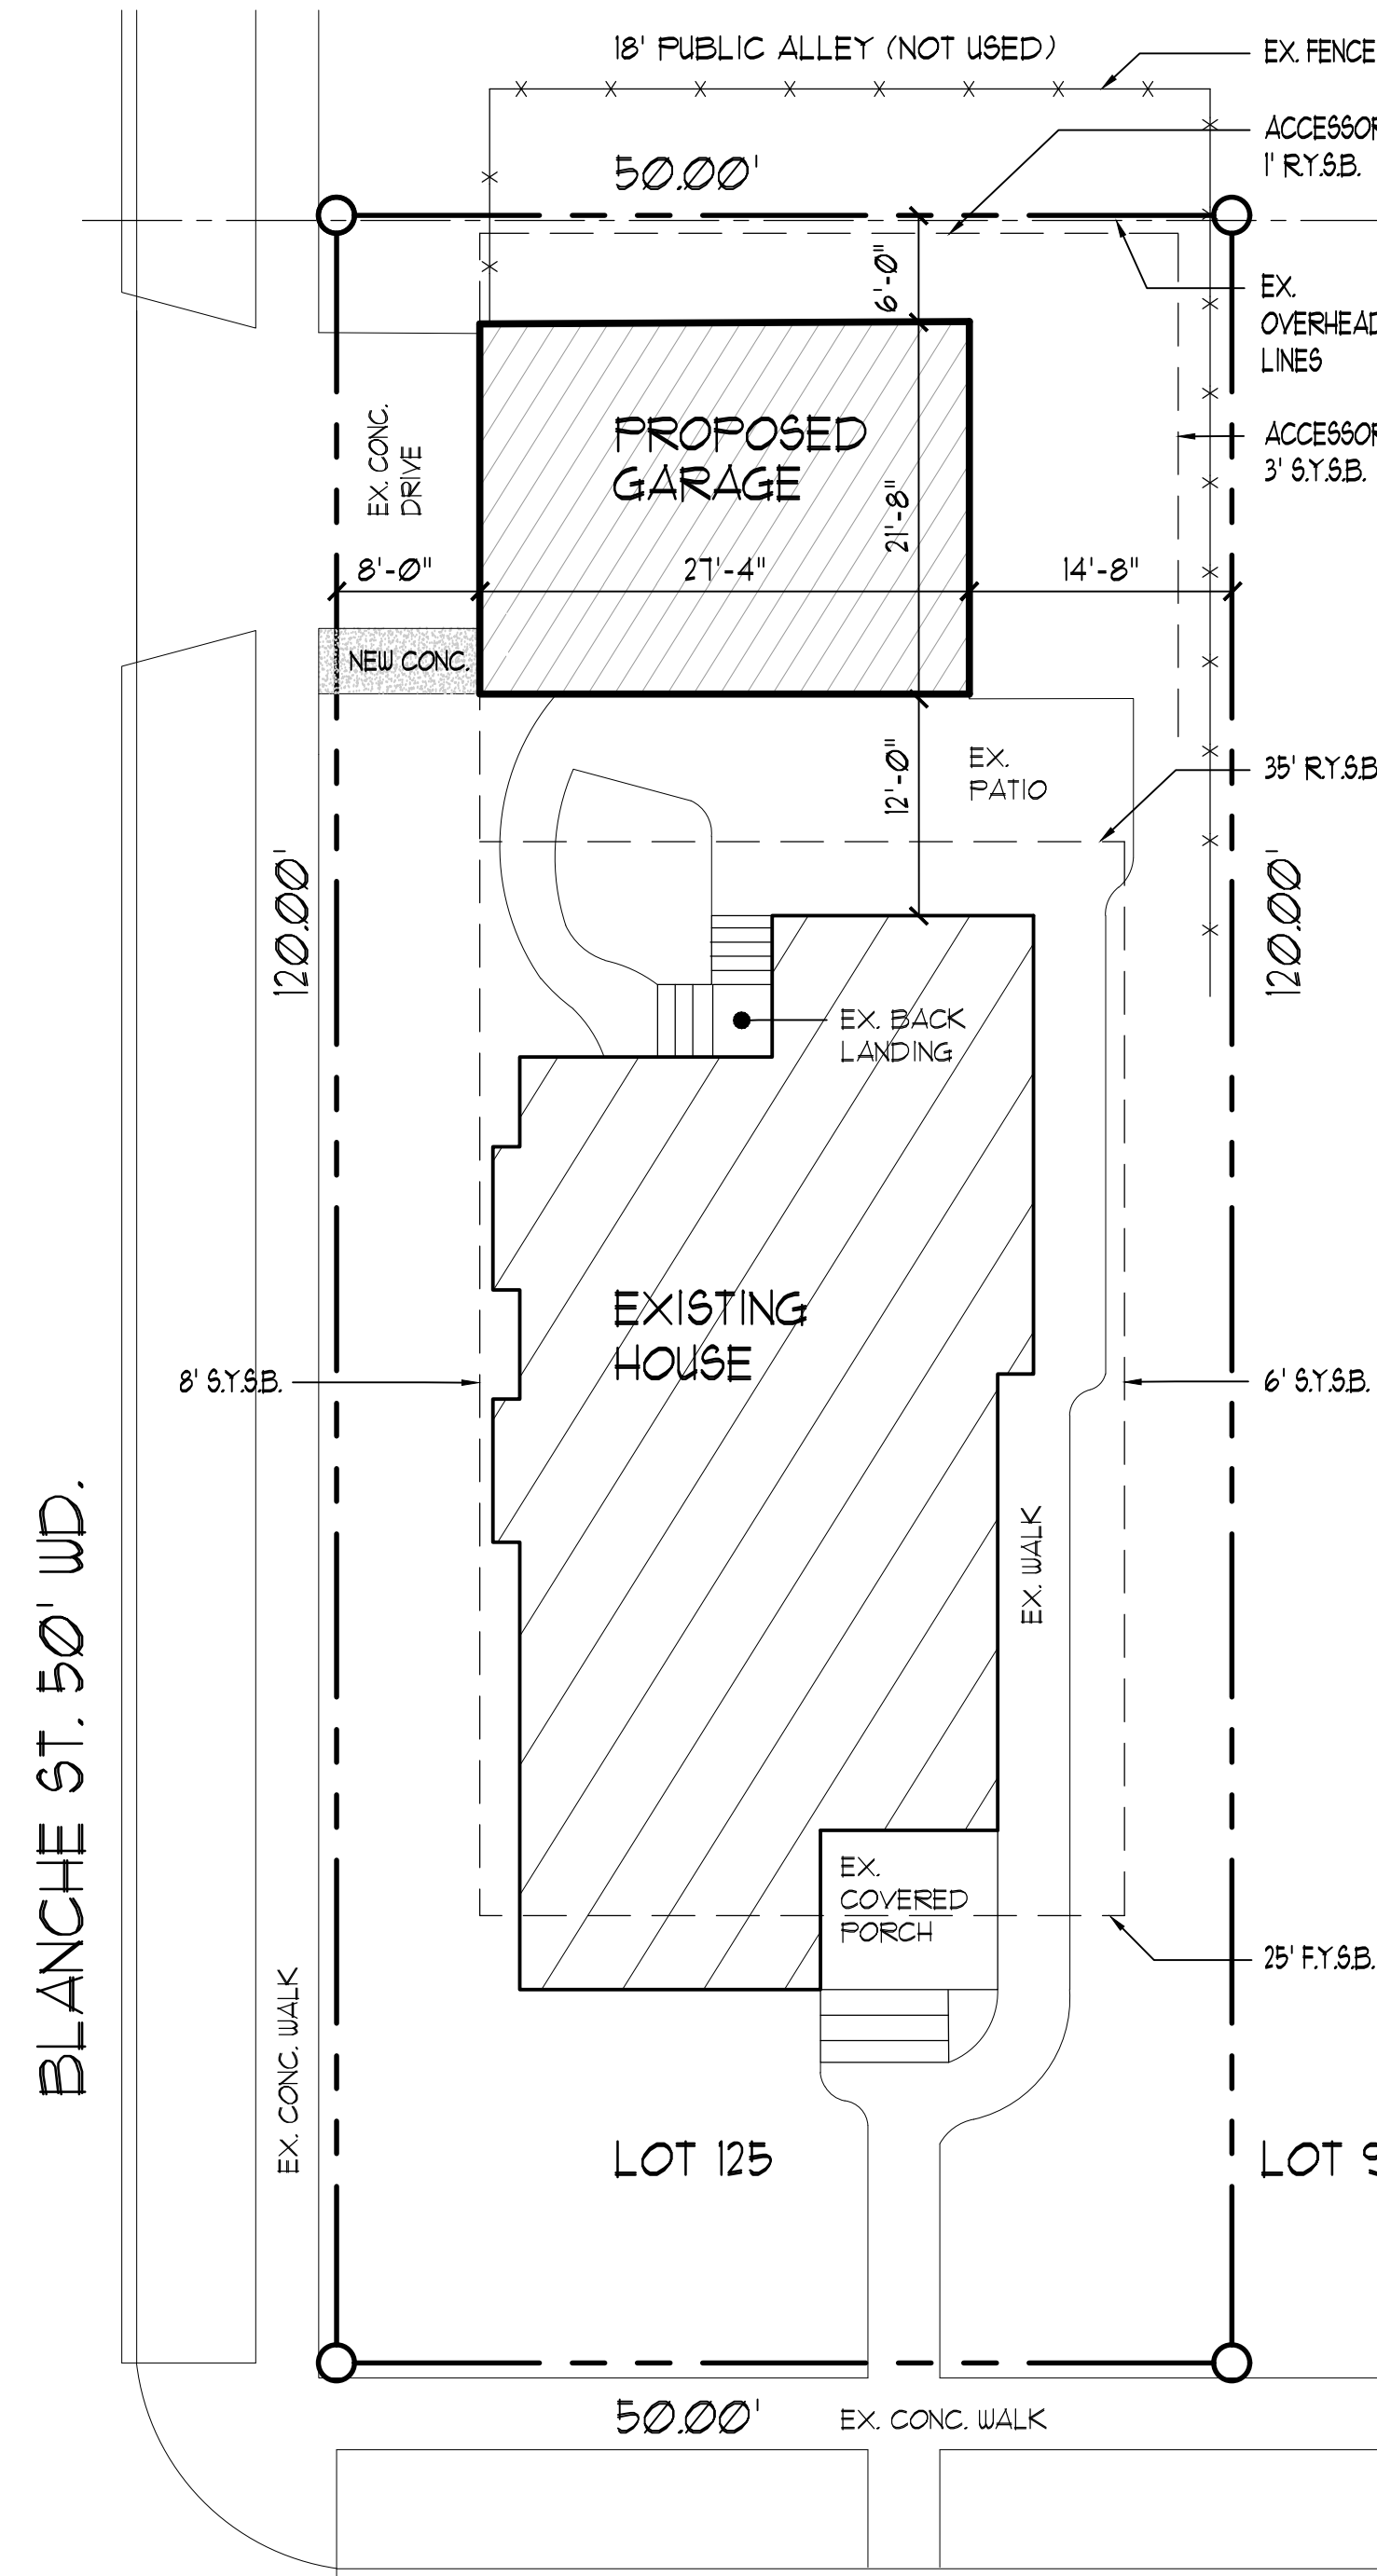 18' PUBLIC ALLEY (NOT USED)
EX. FENCE
50.00'
1' R.Y.S.B.
6'-0"
EX.
LINES
PROPOSED
GARAGE
EX. CONC.
DRIVE
3' S.Y.S.B.
21'-8"
8'-0"
27'-4"
14'-8"
NEW CONC.
EX.
PATIO
12'-0"
35' R.Y.S.B
120.00'
120.00'
EX. BACK
LANDING
EXISTING
HOUSE
8' S.Y.S.B.
6' S.Y.S.B.
EX. WALK
BLANCHE ST. 50' WD.
EX.
COVERED
PORCH
25' F.Y.S.B.
EX. CONC. WALK
LOT 125
LOT
50.00'
EX. CONC. WALK